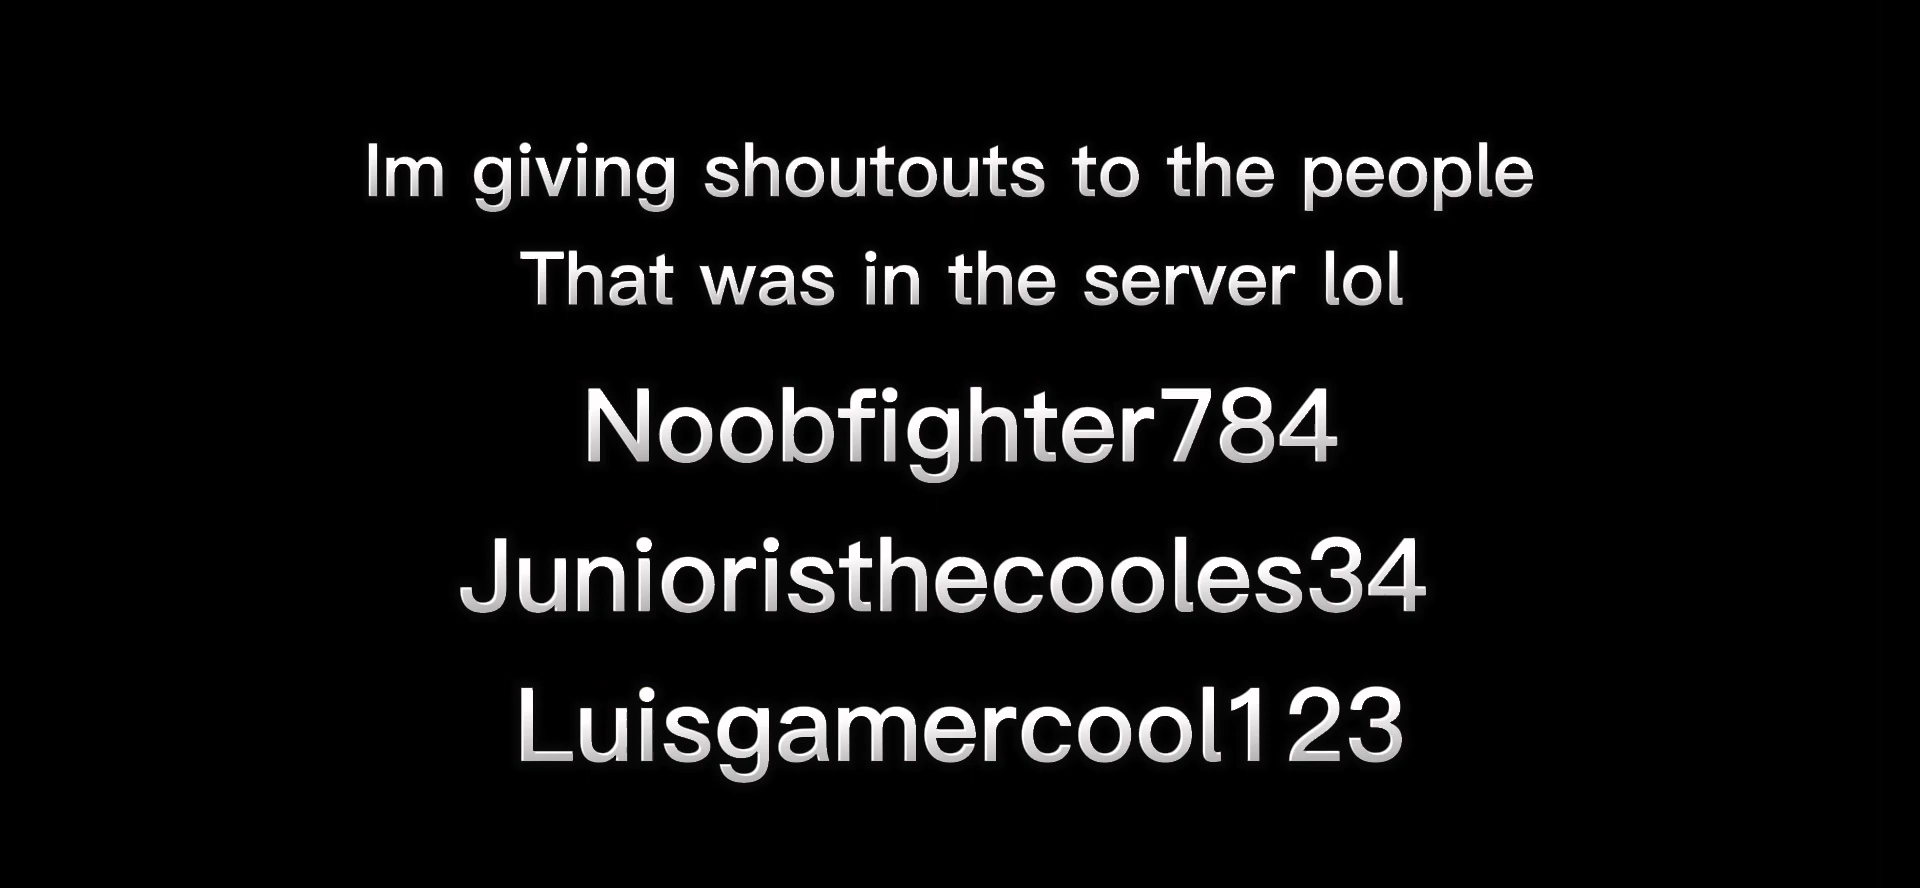 Im giving shoutouts to the people
That was in the server lol
Noobfighter784
Junioristhecooles34
Luisgamercool123